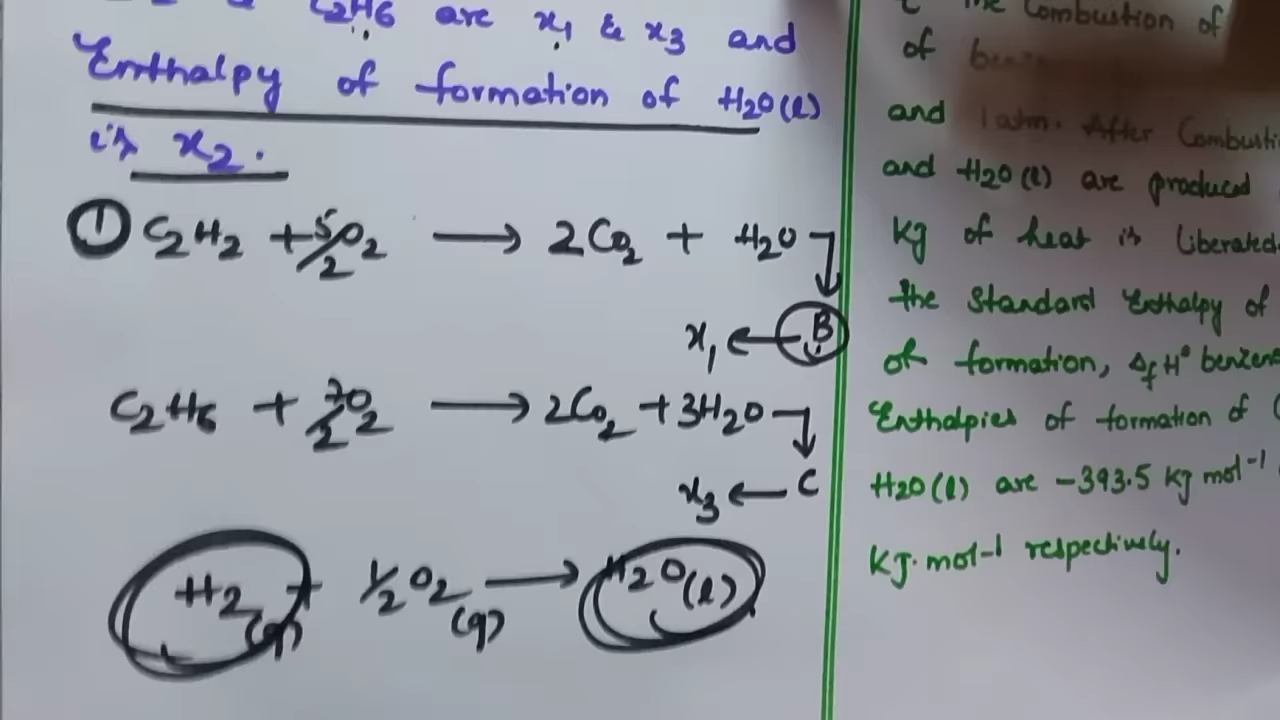 C2H6 are x1 & x3 and
Enthalpy of formation of H2O(l)
is x2.
① C2H2 + 5/2 O2 → 2CO2 + H2O
x1 ← B
C2H6 + 7/2 O2 → 2CO2 + 3H2O
x3 ← C
H2(g) + 1/2 O2(g) → H2O(l)
the Combustion of
of
and 1 atm. After Combusti
and H2O(l) are produced
KJ of heat is liberated.
the Standard Enthalpy of
of formation, ΔfH° benzen
Enthalpies of formation of
H2O(l) are -393.5 KJ mol-1
KJ. mol-1 respectively.